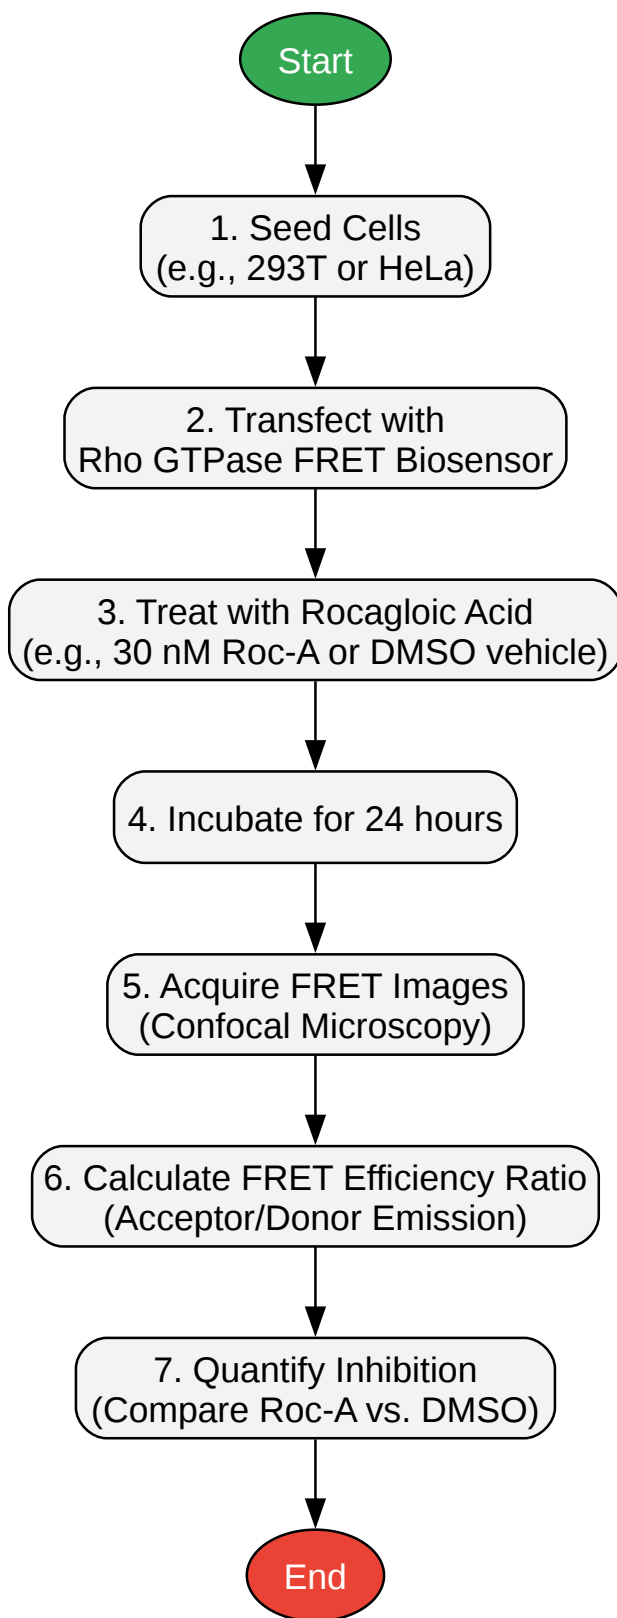 Start
1. Seed Cells
(e.g., 293T or HeLa)
2. Transfect with
Rho GTPase FRET Biosensor
3. Treat with Rocagloic Acid
(e.g., 30 nM Roc-A or DMSO vehicle)
4. Incubate for 24 hours
5. Acquire FRET Images
(Confocal Microscopy)
6. Calculate FRET Efficiency Ratio
(Acceptor/Donor Emission)
7. Quantify Inhibition
(Compare Roc-A vs. DMSO)
End